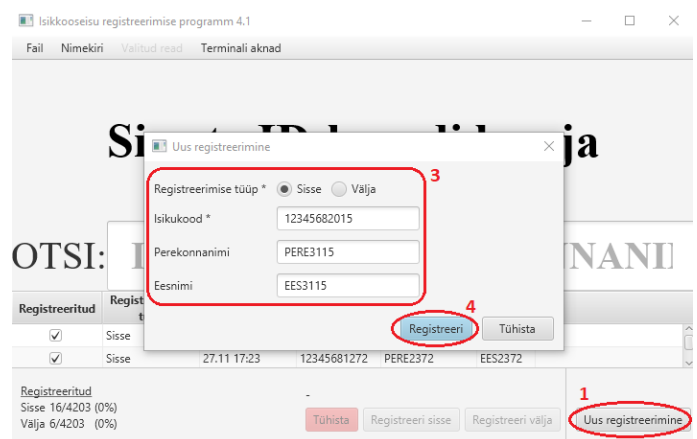 Isikkooseisu registreerimise programm 4.1
Fail Nimekiri Valitud read Terminali aknad
Uus registreerimine
3
Registreerimise tüüp * Sisse Välja
Isikukood * 12345682015
Perekonnanimi PERE3115
Eesnimi EES3115
OTSI:
4
Registreeri Tühista
Registreeritud
Sisse
Sisse 27.11 17:23 12345681272 PERE2372 EES2372
Registreeritud -
Sisse 16/4203 (0%)
Välja 6/4203 (0%)
Tühista Registreeri sisse Registreeri välja
1
Uus registreerimine